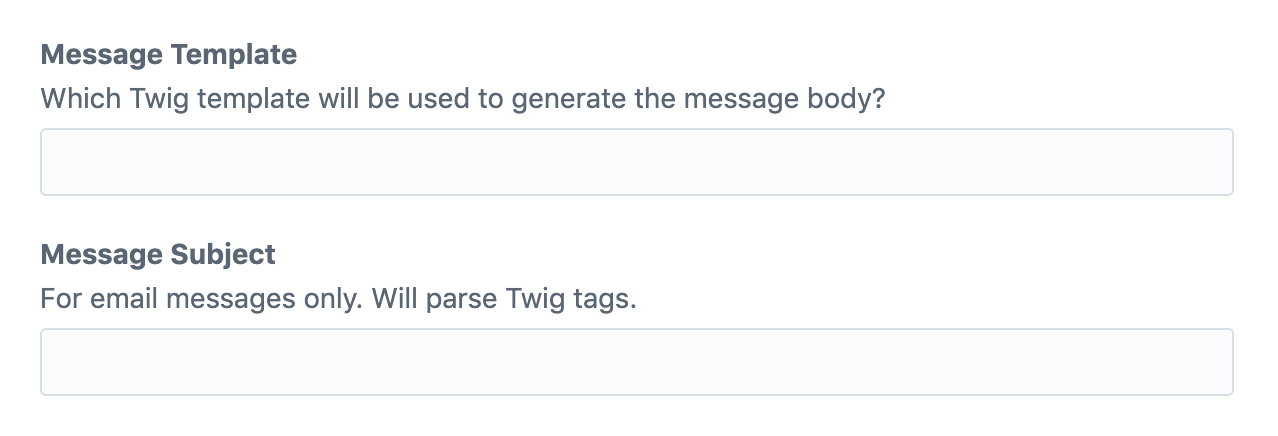 Message Template
Which Twig template will be used to generate the message body?
Message Subject
For email messages only. Will parse Twig tags.